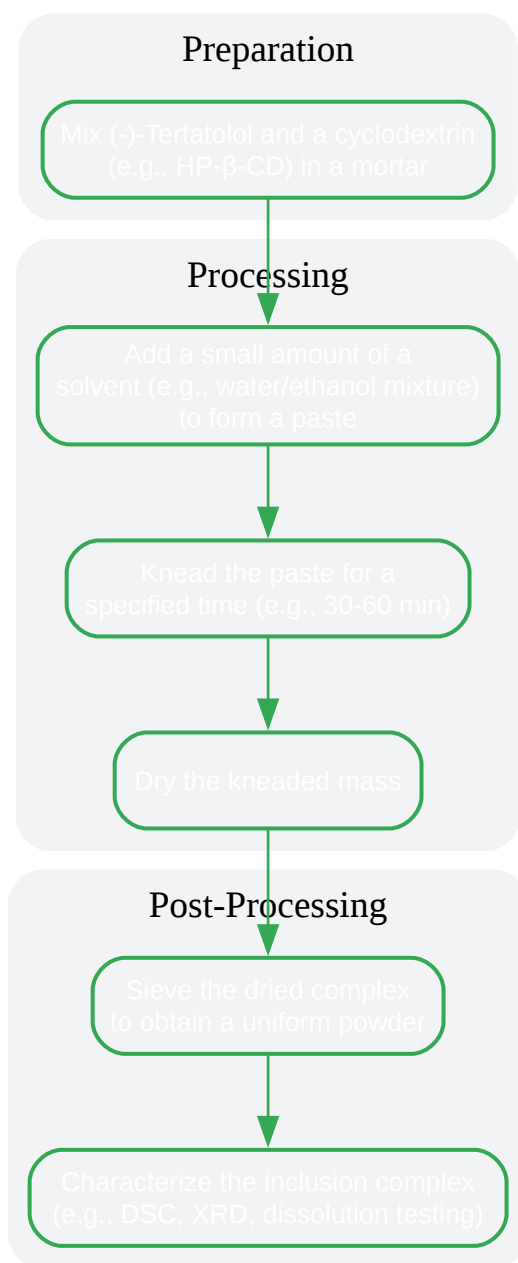 Preparation
Mix (-)-Tertatolol and a cyclodextrin
(e.g., HP-β-CD) in a mortar
Processing
Add a small amount of a
solvent (e.g., water/ethanol mixture)
to form a paste
Knead the paste for a
specified time (e.g., 30-60 min)
Dry the kneaded mass
Post-Processing
Sieve the dried complex
to obtain a uniform powder
Characterize the inclusion complex
(e.g., DSC, XRD, dissolution testing)